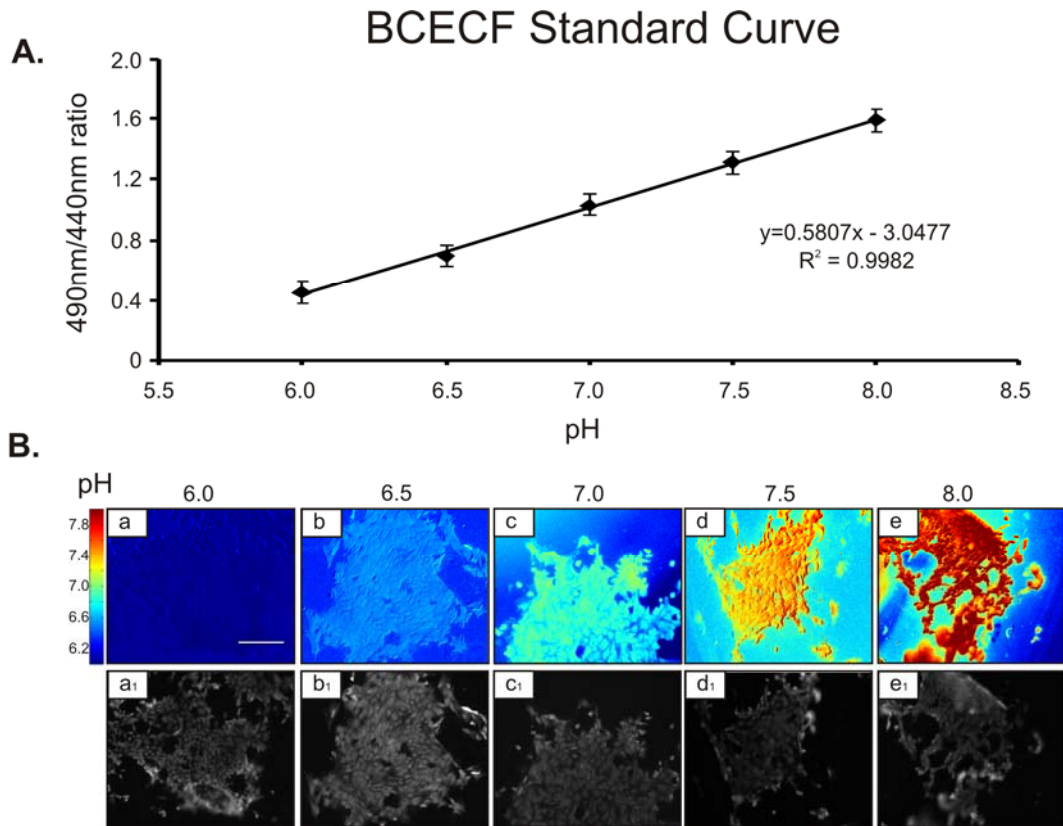 BCECF Standard Curve
A.
2.0
1.6
1.2
0.8
0.4
0
490nm/440nm ratio
y=0.5807x - 3.0477
R² = 0.9982
5.5 6.0 6.5 7.0 7.5 8.0 8.5
pH
B.
pH 6.0 6.5 7.0 7.5 8.0
a b c d e
7.8
7.4
7.0
6.6
6.2
a₁ b₁ c₁ d₁ e₁